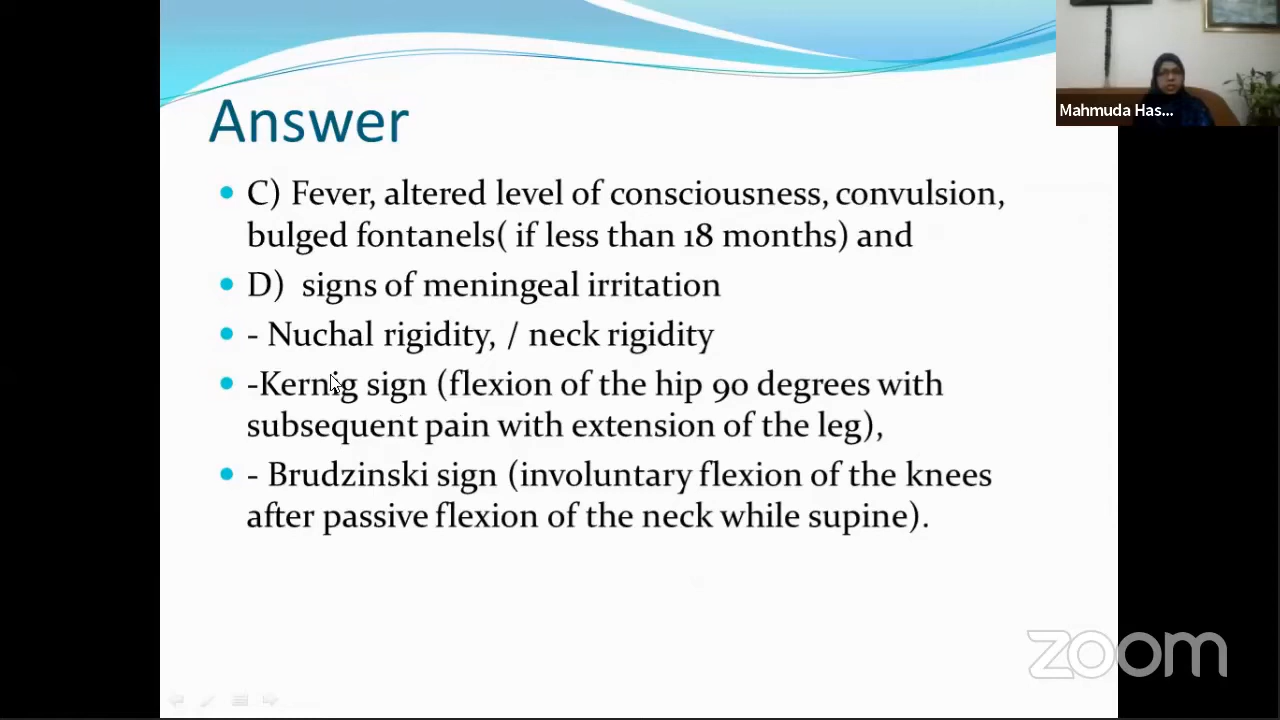 Answer
Mahmuda Has...
• C) Fever, altered level of consciousness, convulsion,
bulged fontanels( if less than 18 months) and
• D)  signs of meningeal irritation
• - Nuchal rigidity, / neck rigidity
• -Kernig sign (flexion of the hip 90 degrees with
subsequent pain with extension of the leg),
• - Brudzinski sign (involuntary flexion of the knees
after passive flexion of the neck while supine).
zoom